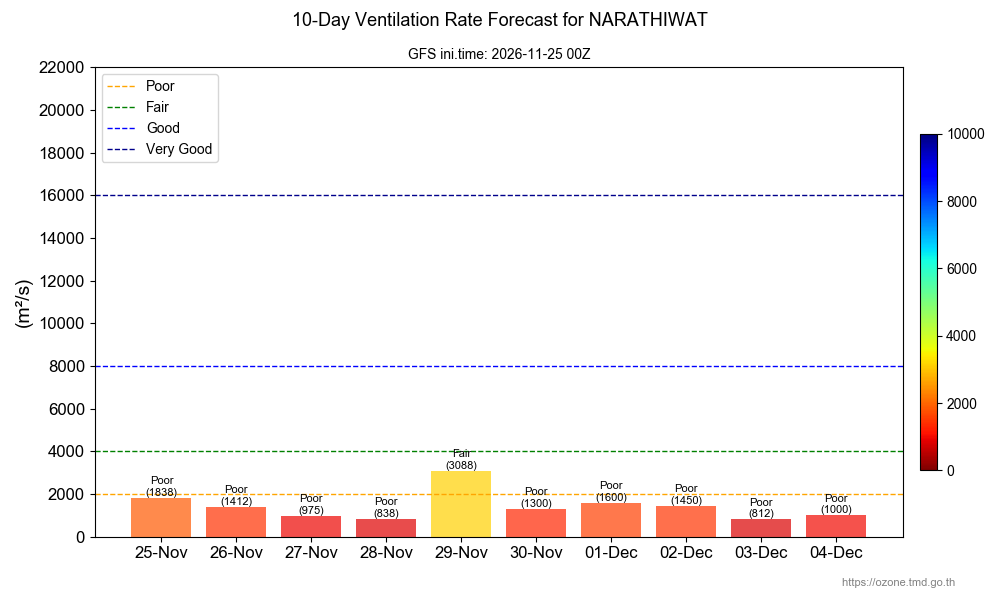 10-Day Ventilation Rate Forecast for NARATHIWAT
GFS ini.time: 2026-11-25 00Z
Poor
Fair
Good
Very Good
(m²/s)
22000
20000
18000
16000
14000
12000
10000
8000
6000
4000
2000
0
Poor
(1838)
Poor
(1412)
Poor
(975)
Poor
(838)
Fair
(3088)
Poor
(1300)
Poor
(1600)
Poor
(1450)
Poor
(812)
Poor
(1000)
25-Nov 26-Nov 27-Nov 28-Nov 29-Nov 30-Nov 01-Dec 02-Dec 03-Dec 04-Dec
10000
8000
6000
4000
2000
0
https://ozone.tmd.go.th